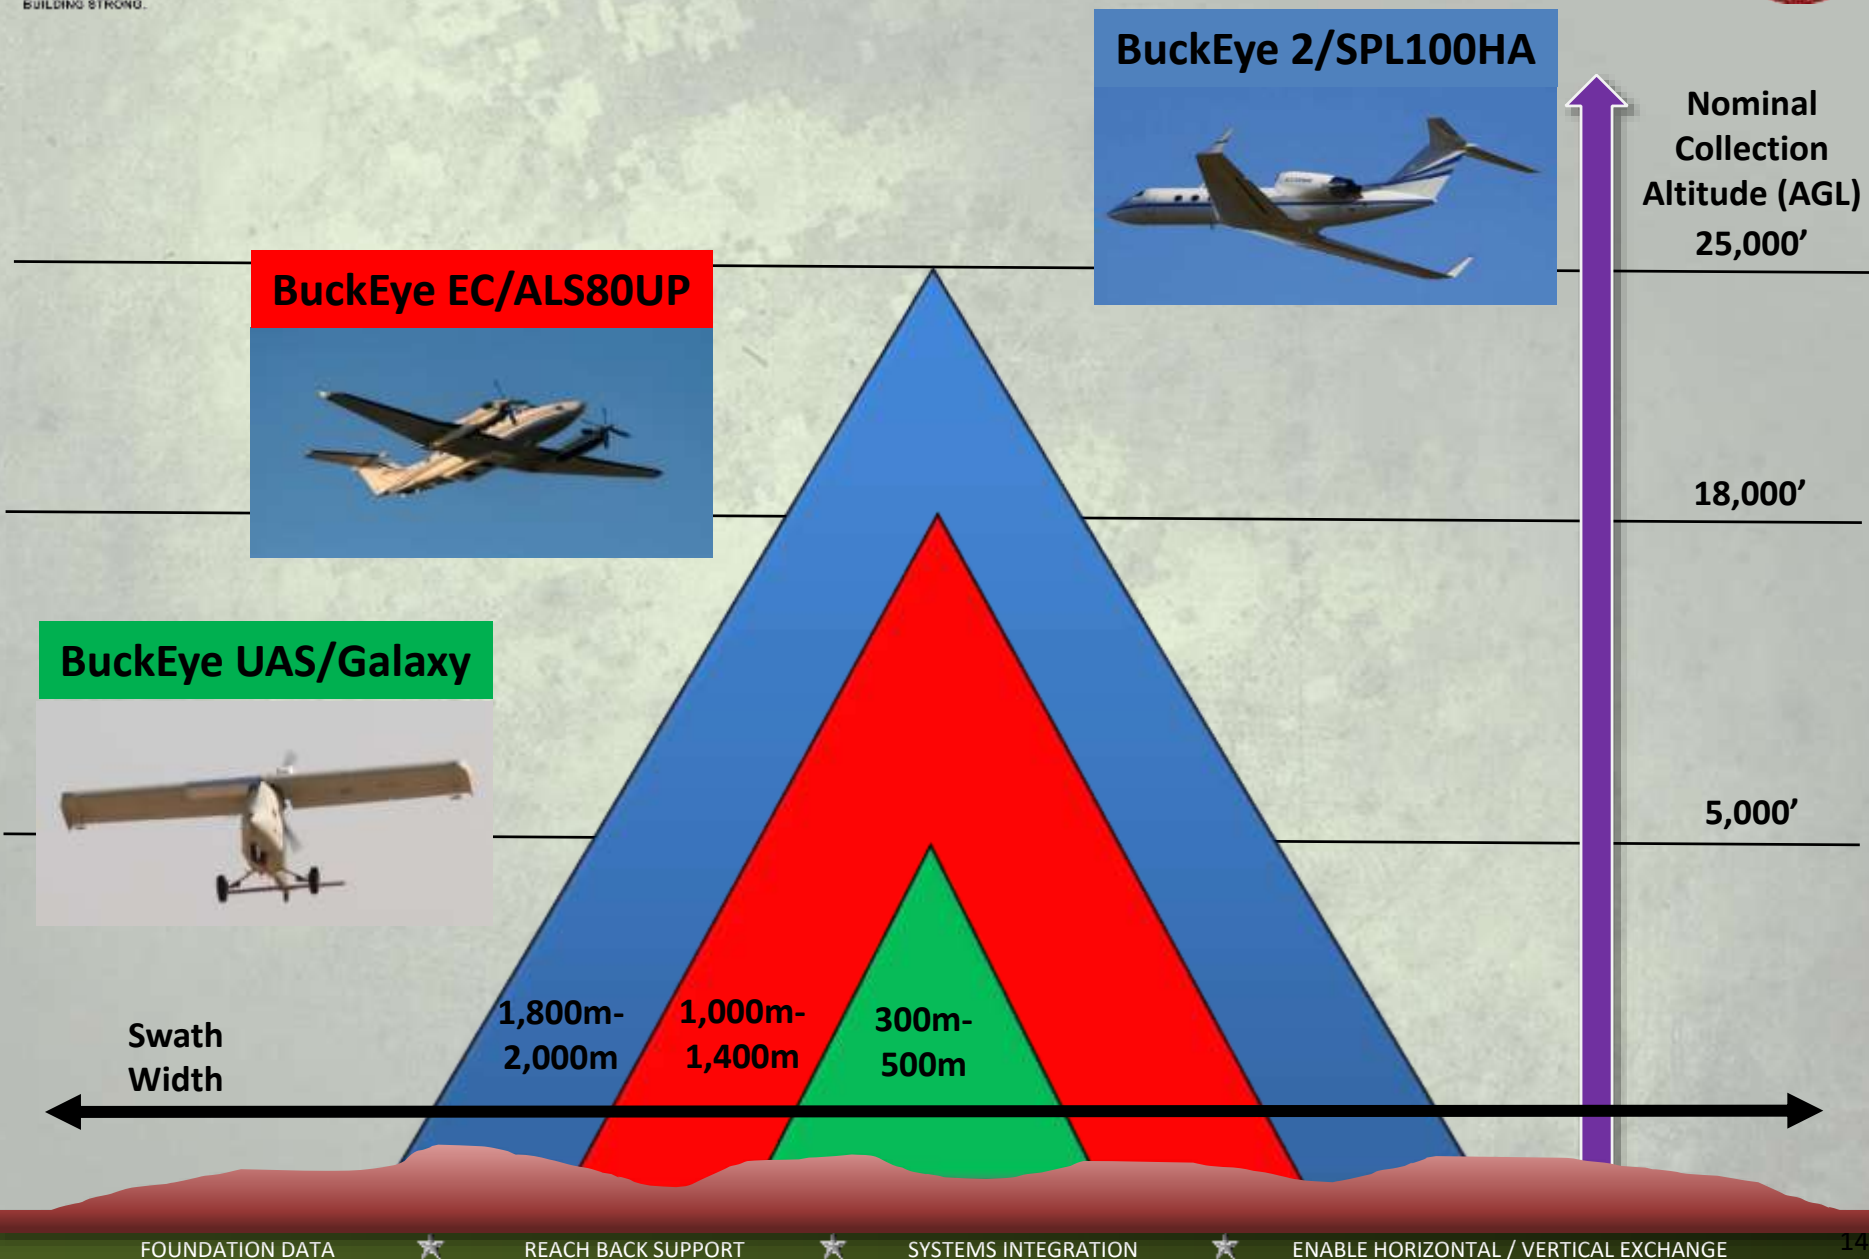 BUILDING STRONG.
BuckEye 2/SPL100HA
Nominal
Collection
Altitude (AGL)
25,000’
BuckEye EC/ALS80UP
18,000’
BuckEye UAS/Galaxy
5,000’
1,800m-
2,000m
1,000m-
1,400m
300m-
500m
Swath
Width
FOUNDATION DATA
REACH BACK SUPPORT
SYSTEMS INTEGRATION
ENABLE HORIZONTAL / VERTICAL EXCHANGE
14